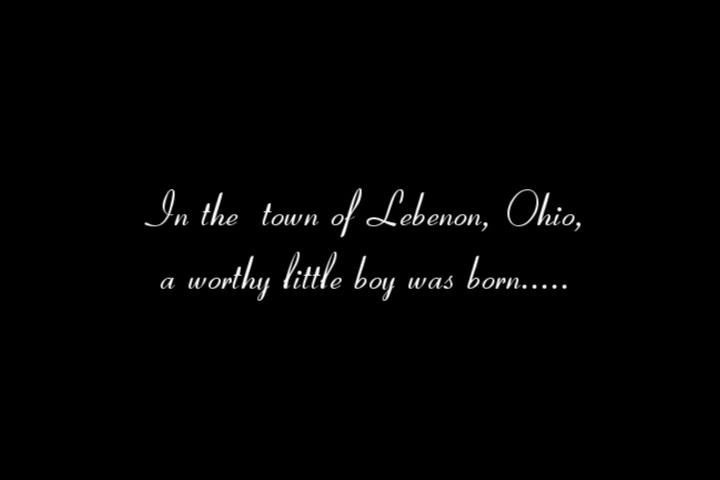 In the town of Lebenon, Ohio,
a worthy little boy was born.....